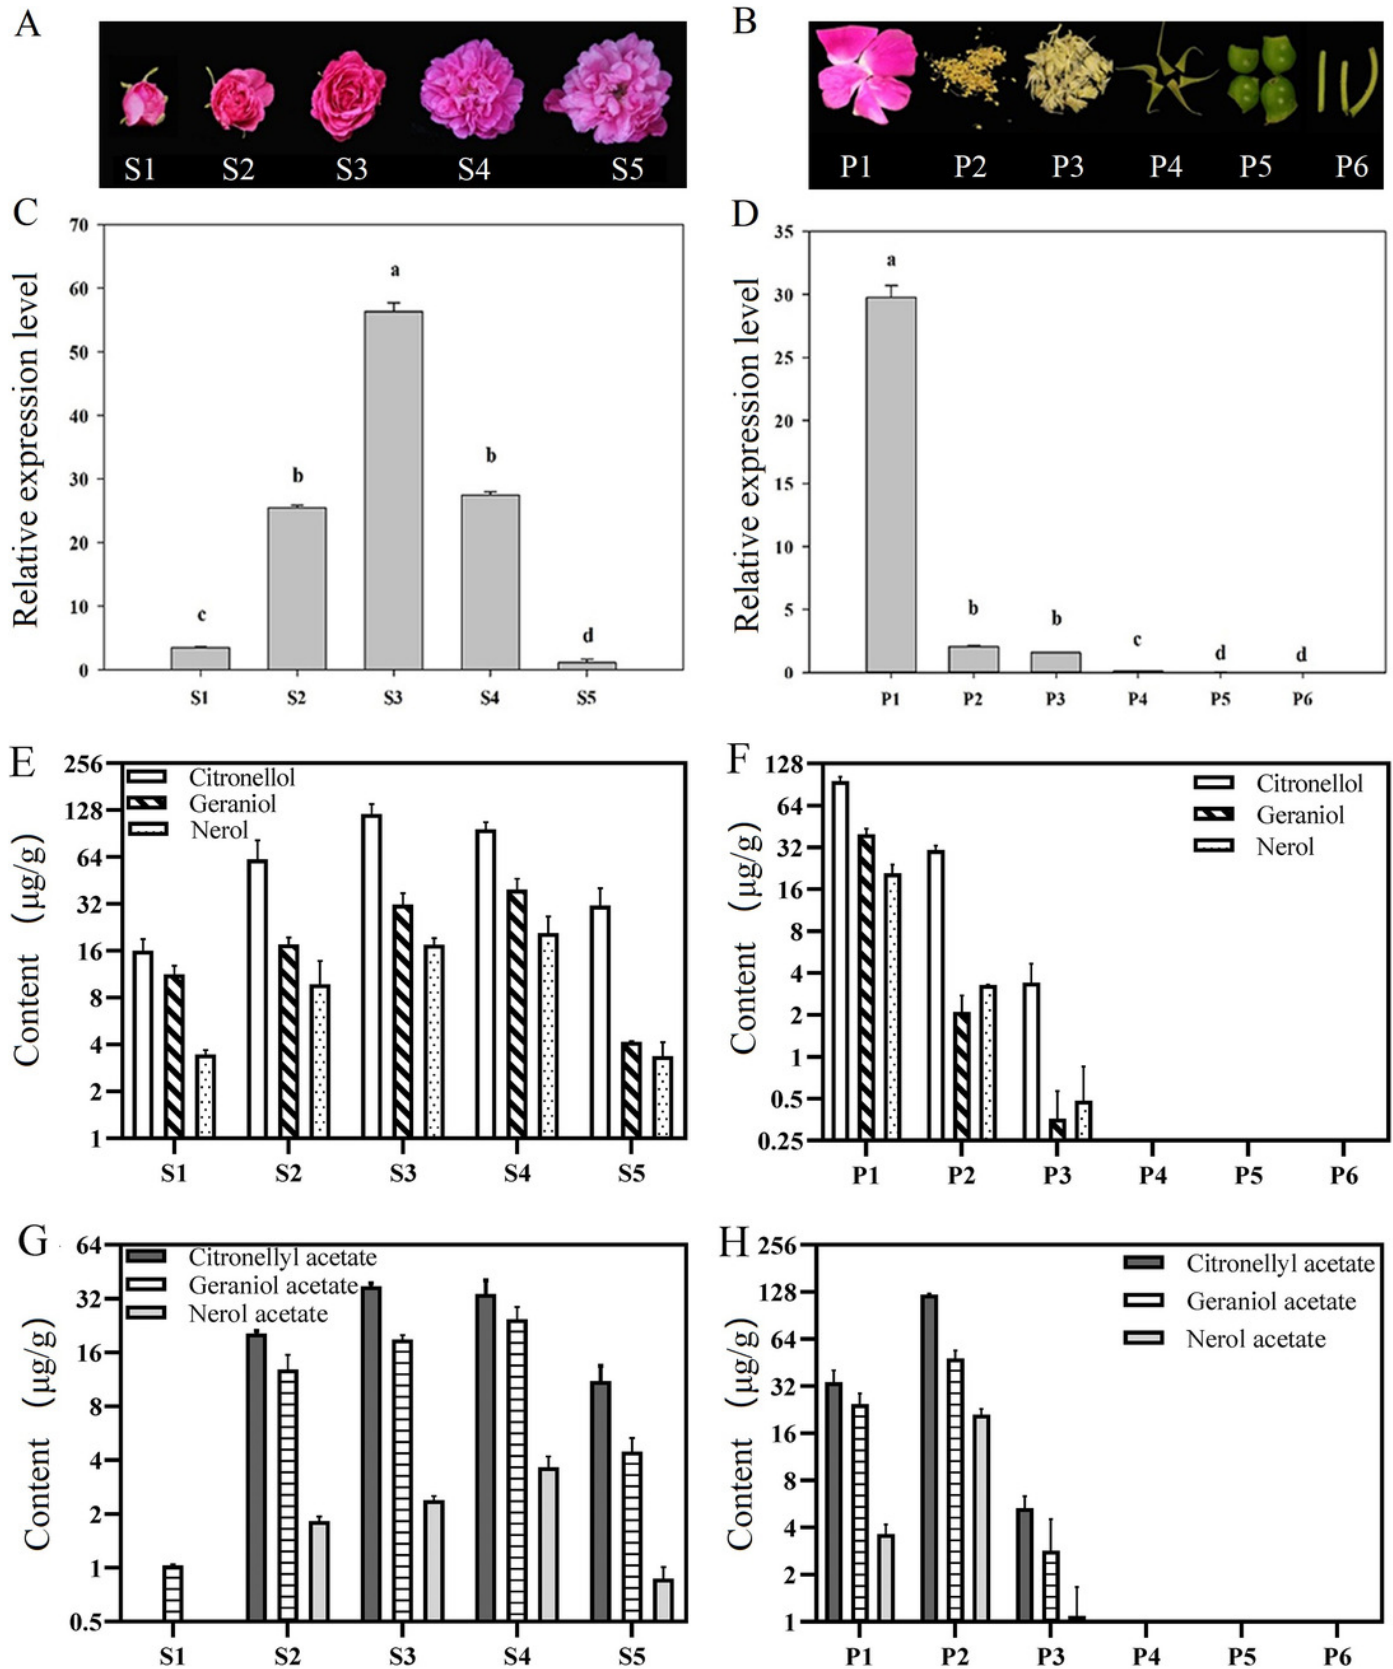 A
S1 S2 S3 S4 S5
B
P1 P2 P3 P4 P5 P6
C
Relative expression level
70
60
50
40
30
20
10
0
c
b
a
b
d
S1 S2 S3 S4 S5
D
Relative expression level
35
30
25
20
15
10
5
0
a
b
b
c
d
d
P1 P2 P3 P4 P5 P6
E
Content (μg/g)
256
128
64
32
16
8
4
2
1
Citronellol
Geraniol
Nerol
S1 S2 S3 S4 S5
F
Content (μg/g)
128
64
32
16
8
4
2
1
0.5
0.25
Citronellol
Geraniol
Nerol
P1 P2 P3 P4 P5 P6
G
Content (μg/g)
64
32
16
8
4
2
1
0.5
Citronellyl acetate
Geraniol acetate
Nerol acetate
S1 S2 S3 S4 S5
H
Content (μg/g)
256
128
64
32
16
8
4
2
1
Citronellyl acetate
Geraniol acetate
Nerol acetate
P1 P2 P3 P4 P5 P6